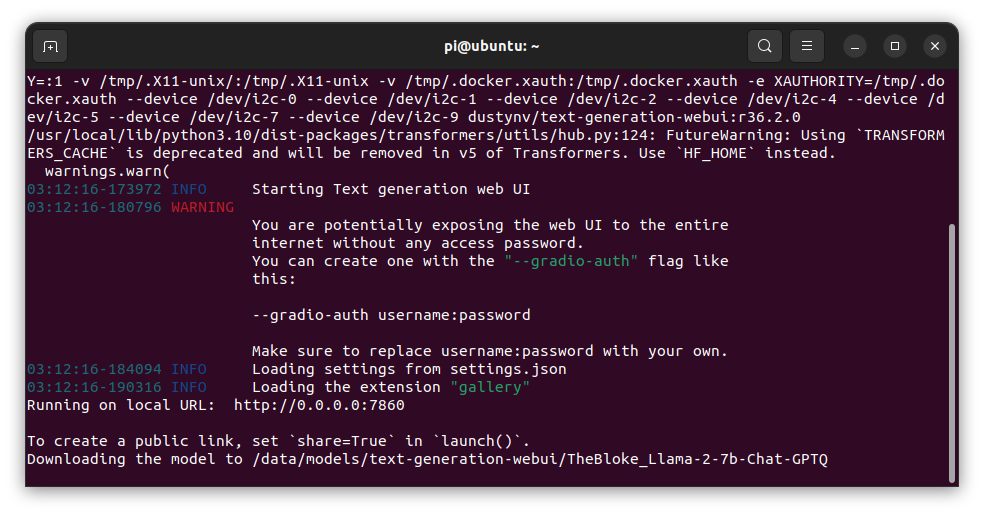 pi@ubuntu: ~
Y=:1 -v /tmp/.X11-unix/:/tmp/.X11-unix -v /tmp/.docker.xauth:/tmp/.docker.xauth -e XAUTHORITY=/tmp/.do
cker.xauth --device /dev/i2c-0 --device /dev/i2c-1 --device /dev/i2c-2 --device /dev/i2c-4 --device /d
ev/i2c-5 --device /dev/i2c-7 --device /dev/i2c-9 dustynv/text-generation-webui:r36.2.0
/usr/local/lib/python3.10/dist-packages/transformers/utils/hub.py:124: FutureWarning: Using `TRANSFORM
ERS_CACHE` is deprecated and will be removed in v5 of Transformers. Use `HF_HOME` instead.
  warnings.warn(
03:12:16-173972 INFO     Starting Text generation web UI
03:12:16-180796 WARNING
                         You are potentially exposing the web UI to the entire
                         internet without any access password.
                         You can create one with the "--gradio-auth" flag like
                         this:
                         --gradio-auth username:password
                         Make sure to replace username:password with your own.
03:12:16-184094 INFO     Loading settings from settings.json
03:12:16-190316 INFO     Loading the extension "gallery"
Running on local URL:  http://0.0.0.0:7860
To create a public link, set `share=True` in `launch()`.
Downloading the model to /data/models/text-generation-webui/TheBloke_Llama-2-7b-Chat-GPTQ